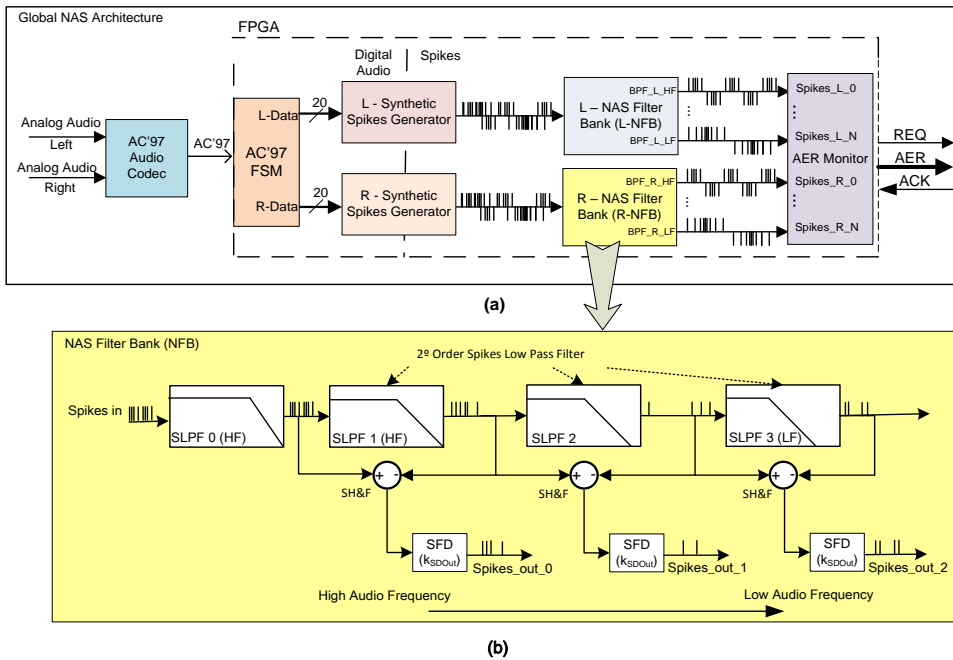 Global NAS Architecture
FPGA
Digital Audio
Spikes
Analog Audio
Left
Analog Audio
Right
AC'97 Audio Codec
AC'97
AC'97 FSM
L-Data
R-Data
20
20
L - Synthetic Spikes Generator
R - Synthetic Spikes Generator
L – NAS Filter Bank (L-NFB)
BPF_L_HF
...
BPF_L_LF
R – NAS Filter Bank (R-NFB)
BPF_R_HF
...
BPF_R_LF
Spikes_L_0
Spikes_L_N
AER Monitor
Spikes_R_0
Spikes_R_N
REQ
AER
ACK
(a)
NAS Filter Bank (NFB)
2º Order Spikes Low Pass Filter
Spikes in
SLPF 0 (HF)
SLPF 1 (HF)
SLPF 2
SLPF 3 (LF)
+ -
+ -
+ -
SH&F
SH&F
SH&F
SFD
(kSDOut)
Spikes_out_0
SFD
(kSDOut)
Spikes_out_1
SFD
(kSDOut)
Spikes_out_2
High Audio Frequency
Low Audio Frequency
(b)